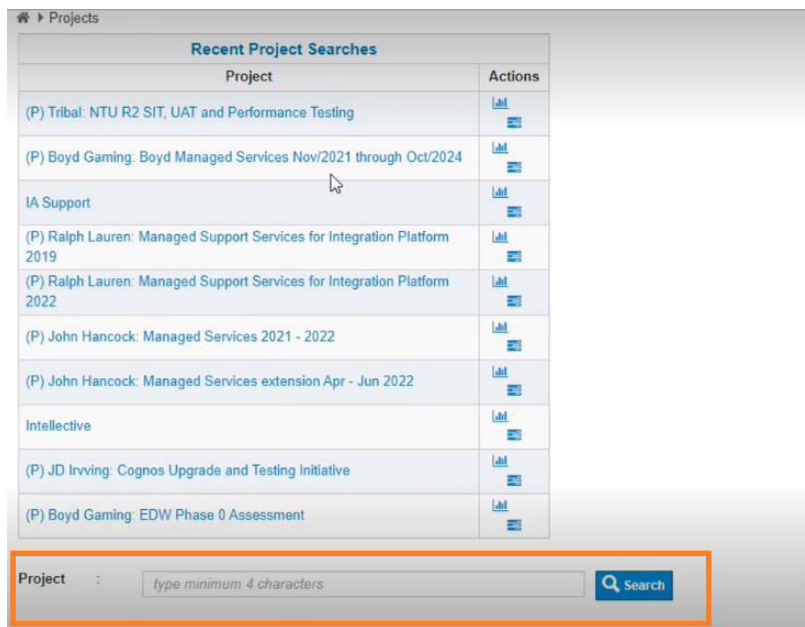 Projects
Recent Project Searches
Project Actions
(P) Tribal: NTU R2 SIT, UAT and Performance Testing
(P) Boyd Gaming: Boyd Managed Services Nov/2021 through Oct/2024
IA Support
(P) Ralph Lauren: Managed Support Services for Integration Platform
2019
(P) Ralph Lauren: Managed Support Services for Integration Platform
2022
(P) John Hancock: Managed Services 2021 - 2022
(P) John Hancock: Managed Services extension Apr - Jun 2022
Intellective
(P) JD Irvving: Cognos Upgrade and Testing Initiative
(P) Boyd Gaming: EDW Phase 0 Assessment
Project : type minimum 4 characters Search